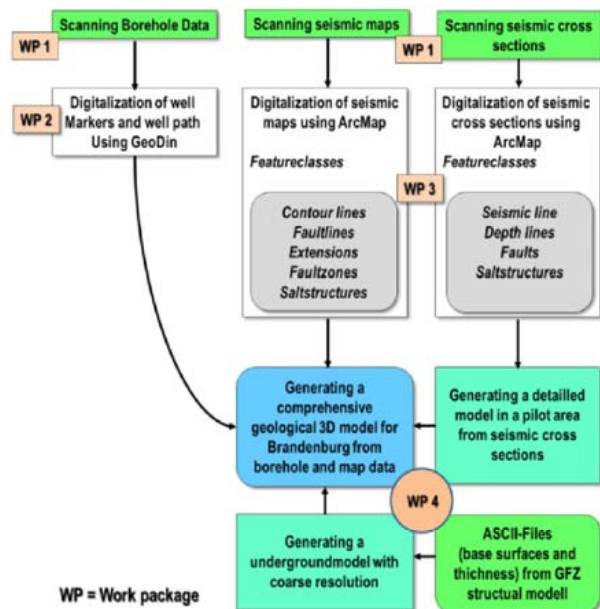 Scanning Borehole Data
WP 1
Scanning seismic maps
WP 1
Scanning seismic cross
sections
WP 2
Digitalization of well
Markers and well path
Using GeoDin
Digitalization of seismic
maps using ArcMap
Featureclasses
Contour lines
Faultlines
Extensions
Faultzones
Saltstructures
WP 3
Digitalization of seismic
cross sections using
ArcMap
Featureclasses
Seismic line
Depth lines
Faults
Saltstructures
Generating a
comprehensive
geological 3D model for
Brandenburg from
borehole and map data
Generating a detailled
model in a pilot area
from seismic cross
sections
WP 4
Generating a
undergroundmodel with
coarse resolution
ASCII-Files
(base surfaces and
thichness) from GFZ
structual modell
WP = Work package